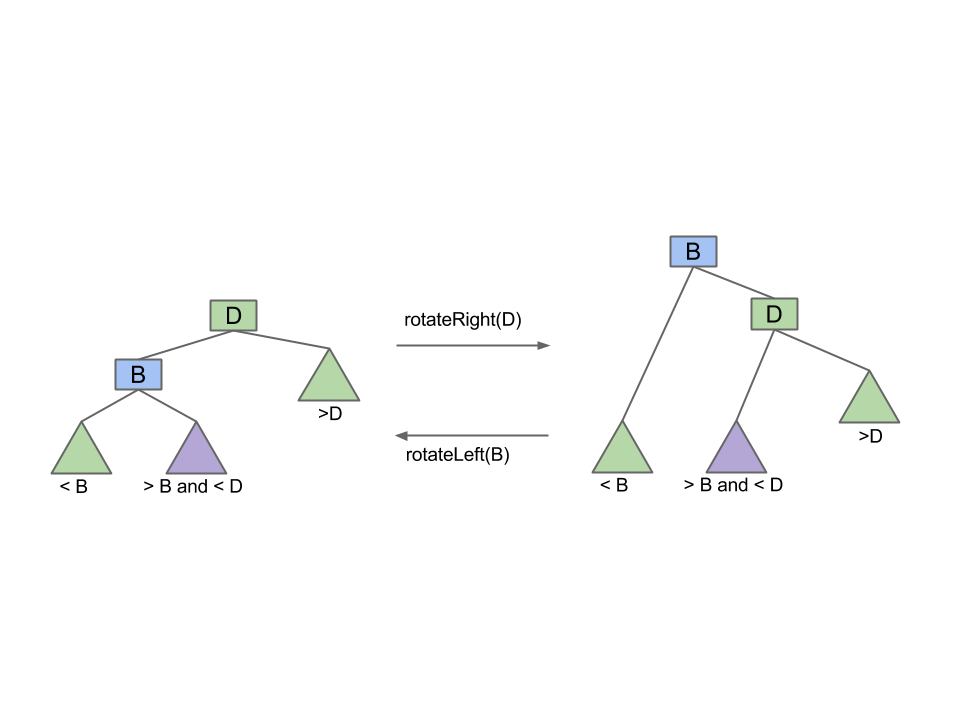 D
B
>D
< B
> B and < D
rotateRight(D)
rotateLeft(B)
B
D
>D
< B
> B and < D